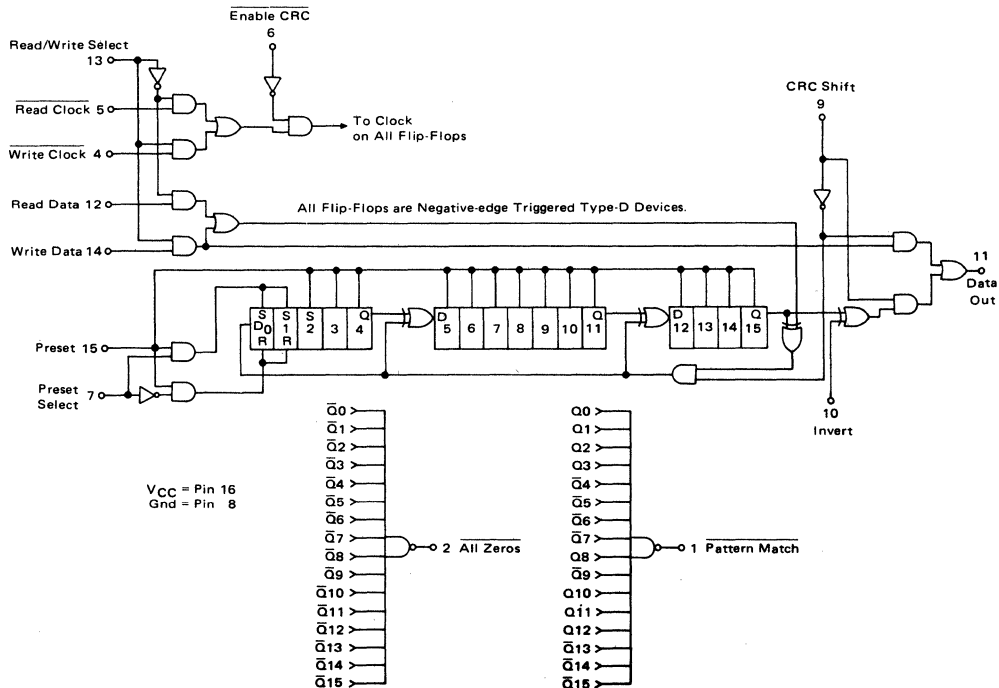 Enable CRC
6
Read/Write Select
13
Read Clock 5
Write Clock 4
To Clock
on All Flip-Flops
CRC Shift
9
Read Data 12
All Flip-Flops are Negative-edge Triggered Type-D Devices.
Write Data 14
11
Data
Out
S S S Q D Q D Q
D0 1 2 3 4 5 6 7 8 9 10 11 12 13 14 15
R R
Preset 15
Preset
Select 7
10
Invert
VCC = Pin 16
Gnd = Pin 8
Q̅0
Q̅1
Q̅2
Q̅3
Q̅4
Q̅5
Q̅6
Q̅7
Q̅8
Q̅9
Q̅10
Q̅11
Q̅12
Q̅13
Q̅14
Q̅15
2 All Zeros
Q0
Q1
Q2
Q3
Q̅4
Q̅5
Q̅6
Q̅7
Q8
Q̅9
Q10
Q11
Q12
Q̅13
Q̅14
Q̅15
1 Pattern Match